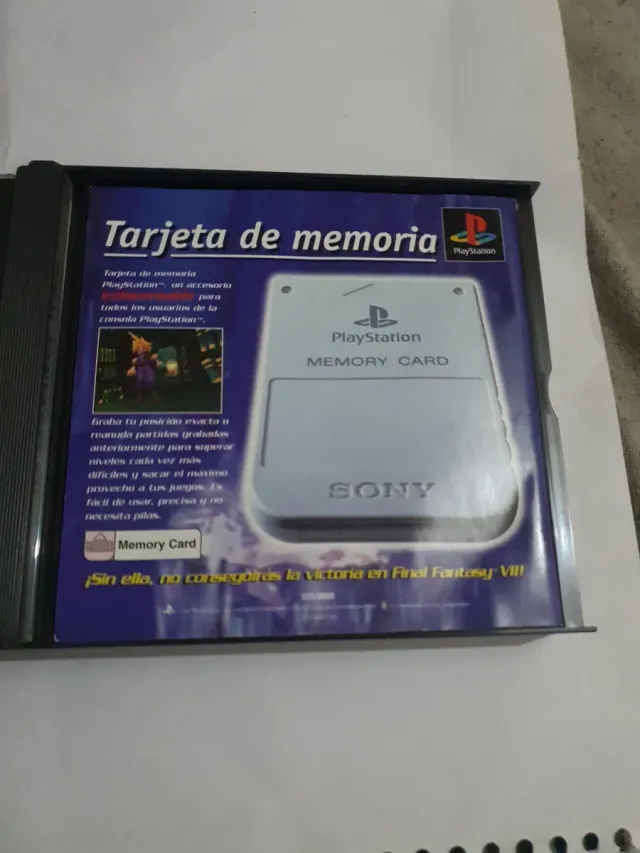 Tarjeta de memoria
PlayStation
Tarjeta de memoria
PlayStation™: un accesorio
para
todos los usuarios de la
consola PlayStation™.
PlayStation
MEMORY CARD
SONY
Graba tu posición exacta o
reanuda partidas grabadas
anteriormente para superar
niveles cada vez más
difíciles y sacar el máximo
provecho a tus juegos. Es
fácil de usar, precisa y no
necesita pilas.
Memory Card
¡Sin ella, no conseguirás la victoria en Final Fantasy™ VII!